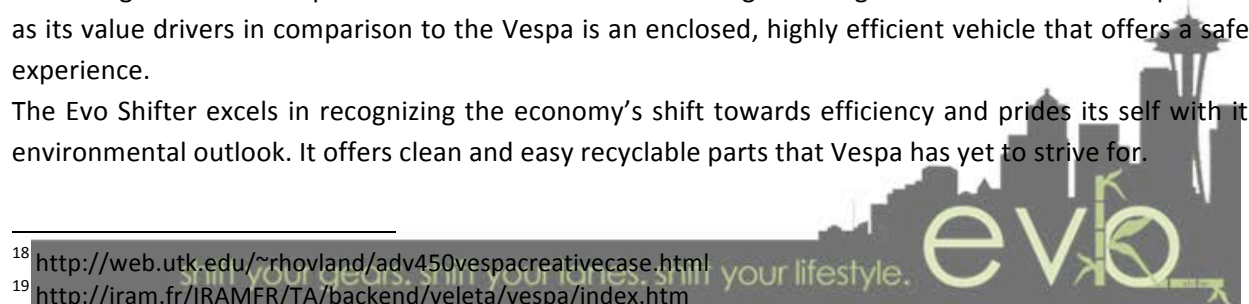 as its value drivers in comparison to the Vespa is an enclosed, highly efficient vehicle that offers a safe
experience.
The Evo Shifter excels in recognizing the economy's shift towards efficiency and prides its self with it
environmental outlook. It offers clean and easy recyclable parts that Vespa has yet to strive for.
18 http://web.utk.edu/~rhovland/adv450vespacreativecase.html
shift your gears. shift your lanes. shift your lifestyle.
evo
19 http://iram.fr/IRAMFR/TA/backend/veleta/vespa/index.htm